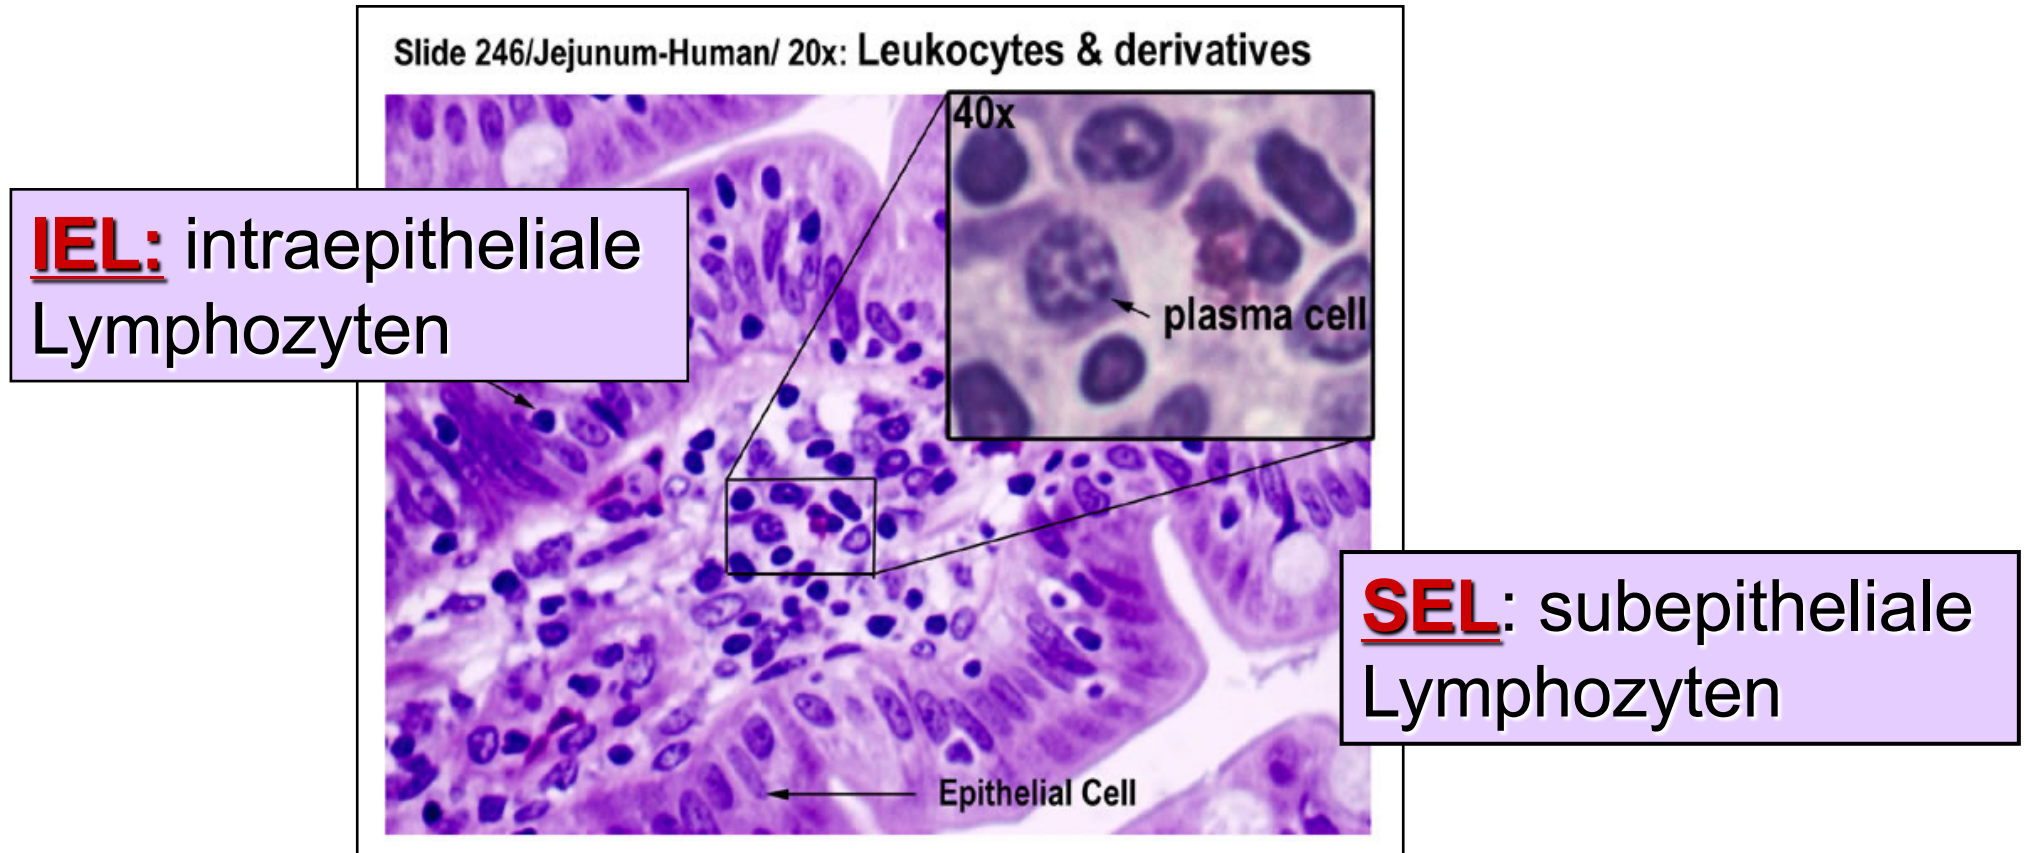 Slide 246/Jejunum-Human/ 20x: Leukocytes & derivatives
40x
IEL: intraepitheliale
Lymphozyten
plasma cell
SEL: subepitheliale
Lymphozyten
Epithelial Cell